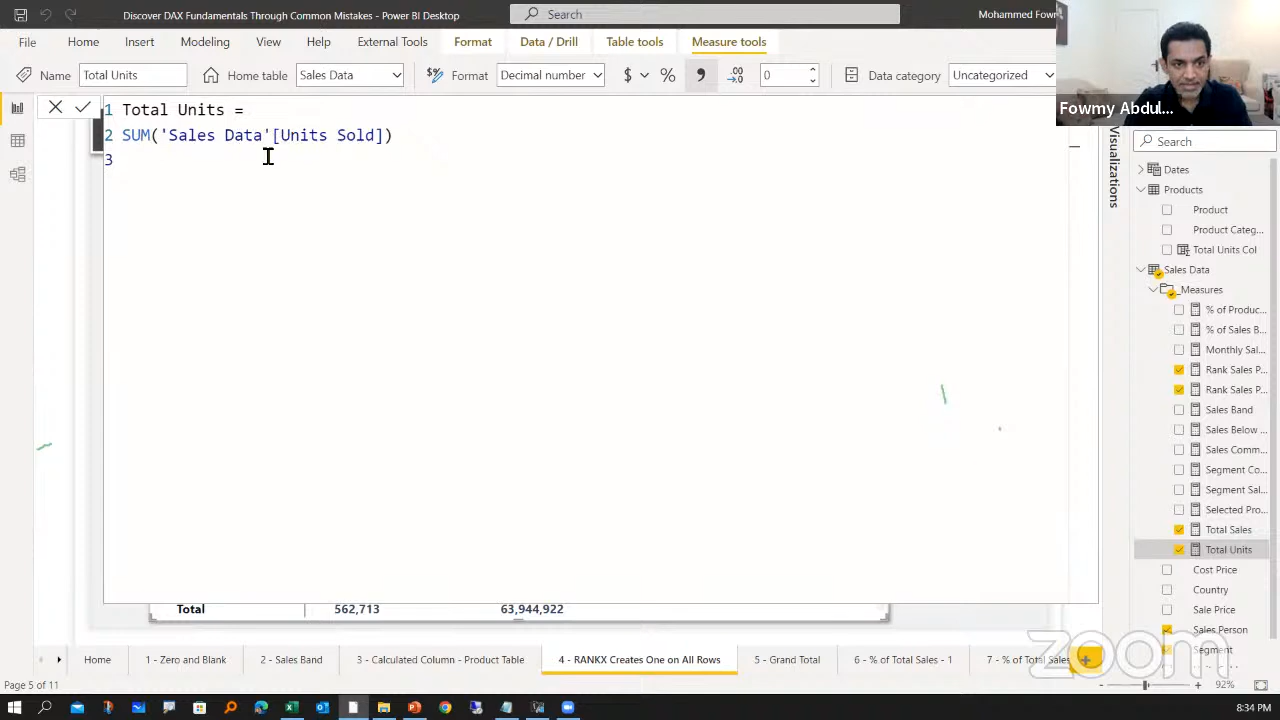 Discover DAX Fundamentals Through Common Mistakes - Power BI Desktop
Search
Mohammed Fowr
File Home Insert Modeling View Help External Tools Format Data / Drill Table tools Measure tools
Name Total Units Home table Sales Data Format Decimal number $ % , .00 0 Data category Uncategorized
Fowmy Abdul...
1 Total Units =
2 SUM('Sales Data'[Units Sold])
3
Visualizations
Search
Dates
Products
Product
Product Categ...
Total Units Col
Sales Data
_Measures
% of Produc...
% of Sales B...
Monthly Sal...
Rank Sales P...
Rank Sales P...
Sales Band
Sales Below ...
Sales Comm...
Segment Co...
Segment Sal...
Selected Pro...
Total Sales
Total Units
Cost Price
Country
Sale Price
Sales Person
Segment
Total 562,713 63,944,922
zoom
Home 1 - Zero and Blank 2 - Sales Band 3 - Calculated Column - Product Table 4 - RANKX Creates One on All Rows 5 - Grand Total 6 - % of Total Sales - 1 7 - % of Total Sales
Page 5 of 11
92%
8:34 PM